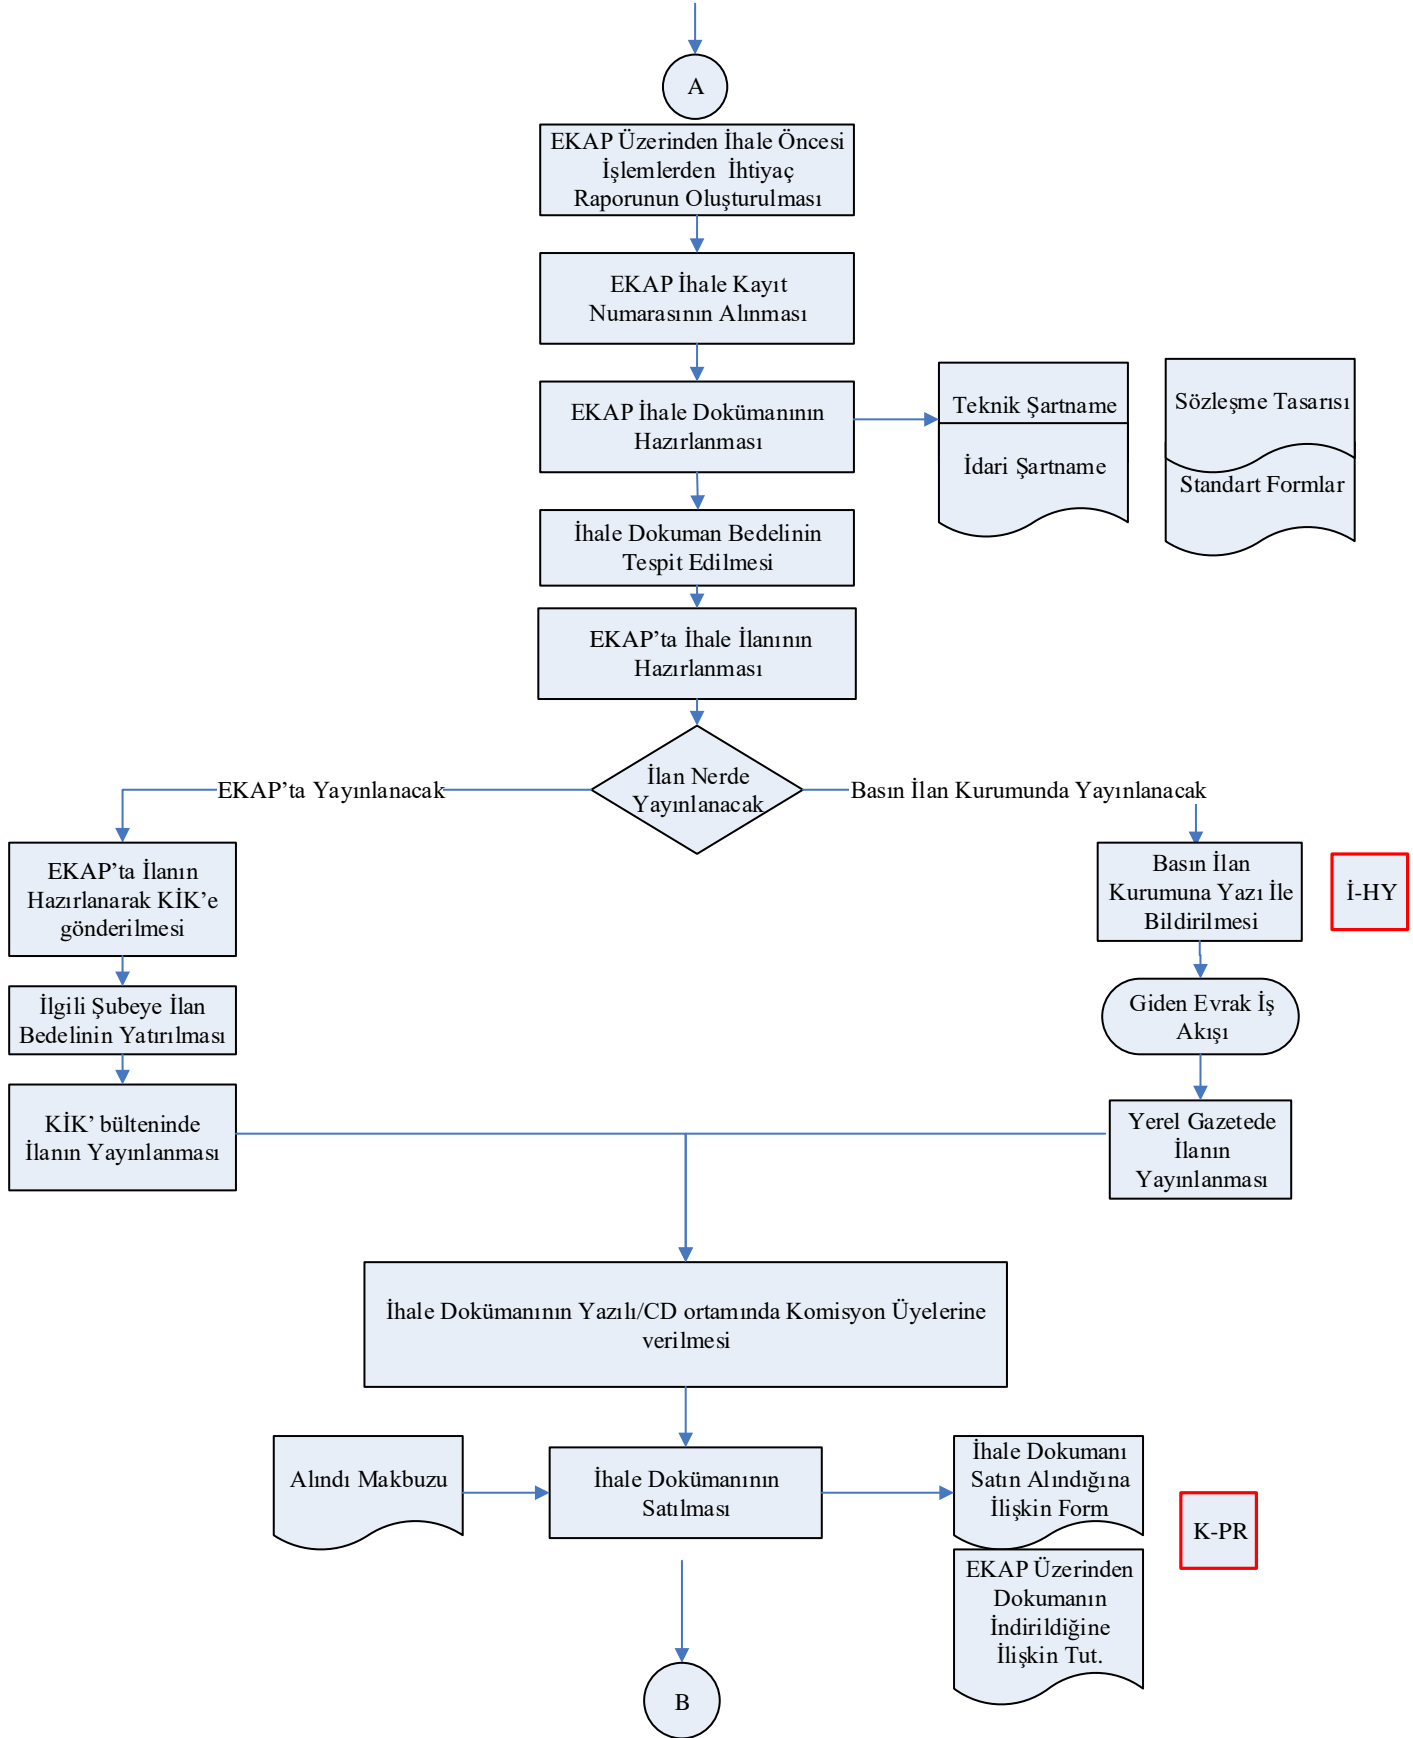 A
EKAP Üzerinden İhale Öncesi
İşlemlerden İhtiyaç
Raporunun Oluşturulması
EKAP İhale Kayıt
Numarasının Alınması
EKAP İhale Dokümanının
Hazırlanması
Teknik Şartname
İdari Şartname
Sözleşme Tasarısı
Standart Formlar
İhale Dokuman Bedelinin
Tespit Edilmesi
EKAP’ta İhale İlanının
Hazırlanması
İlan Nerde
Yayınlanacak
EKAP’ta Yayınlanacak
Basın İlan Kurumunda Yayınlanacak
EKAP’ta İlanın
Hazırlanarak KİK’e
gönderilmesi
Basın İlan
Kurumuna Yazı İle
Bildirilmesi
İ-HY
İlgili Şubeye İlan
Bedelinin Yatırılması
Giden Evrak İş
Akışı
KİK’ bülteninde
İlanın Yayınlanması
Yerel Gazetede
İlanın
Yayınlanması
İhale Dokümanının Yazılı/CD ortamında Komisyon Üyelerine
verilmesi
Alındı Makbuzu
İhale Dokümanının
Satılması
İhale Dokumanı
Satın Alındığına
İlişkin Form
K-PR
EKAP Üzerinden
Dokumanın
İndirildiğine
İlişkin Tut.
B